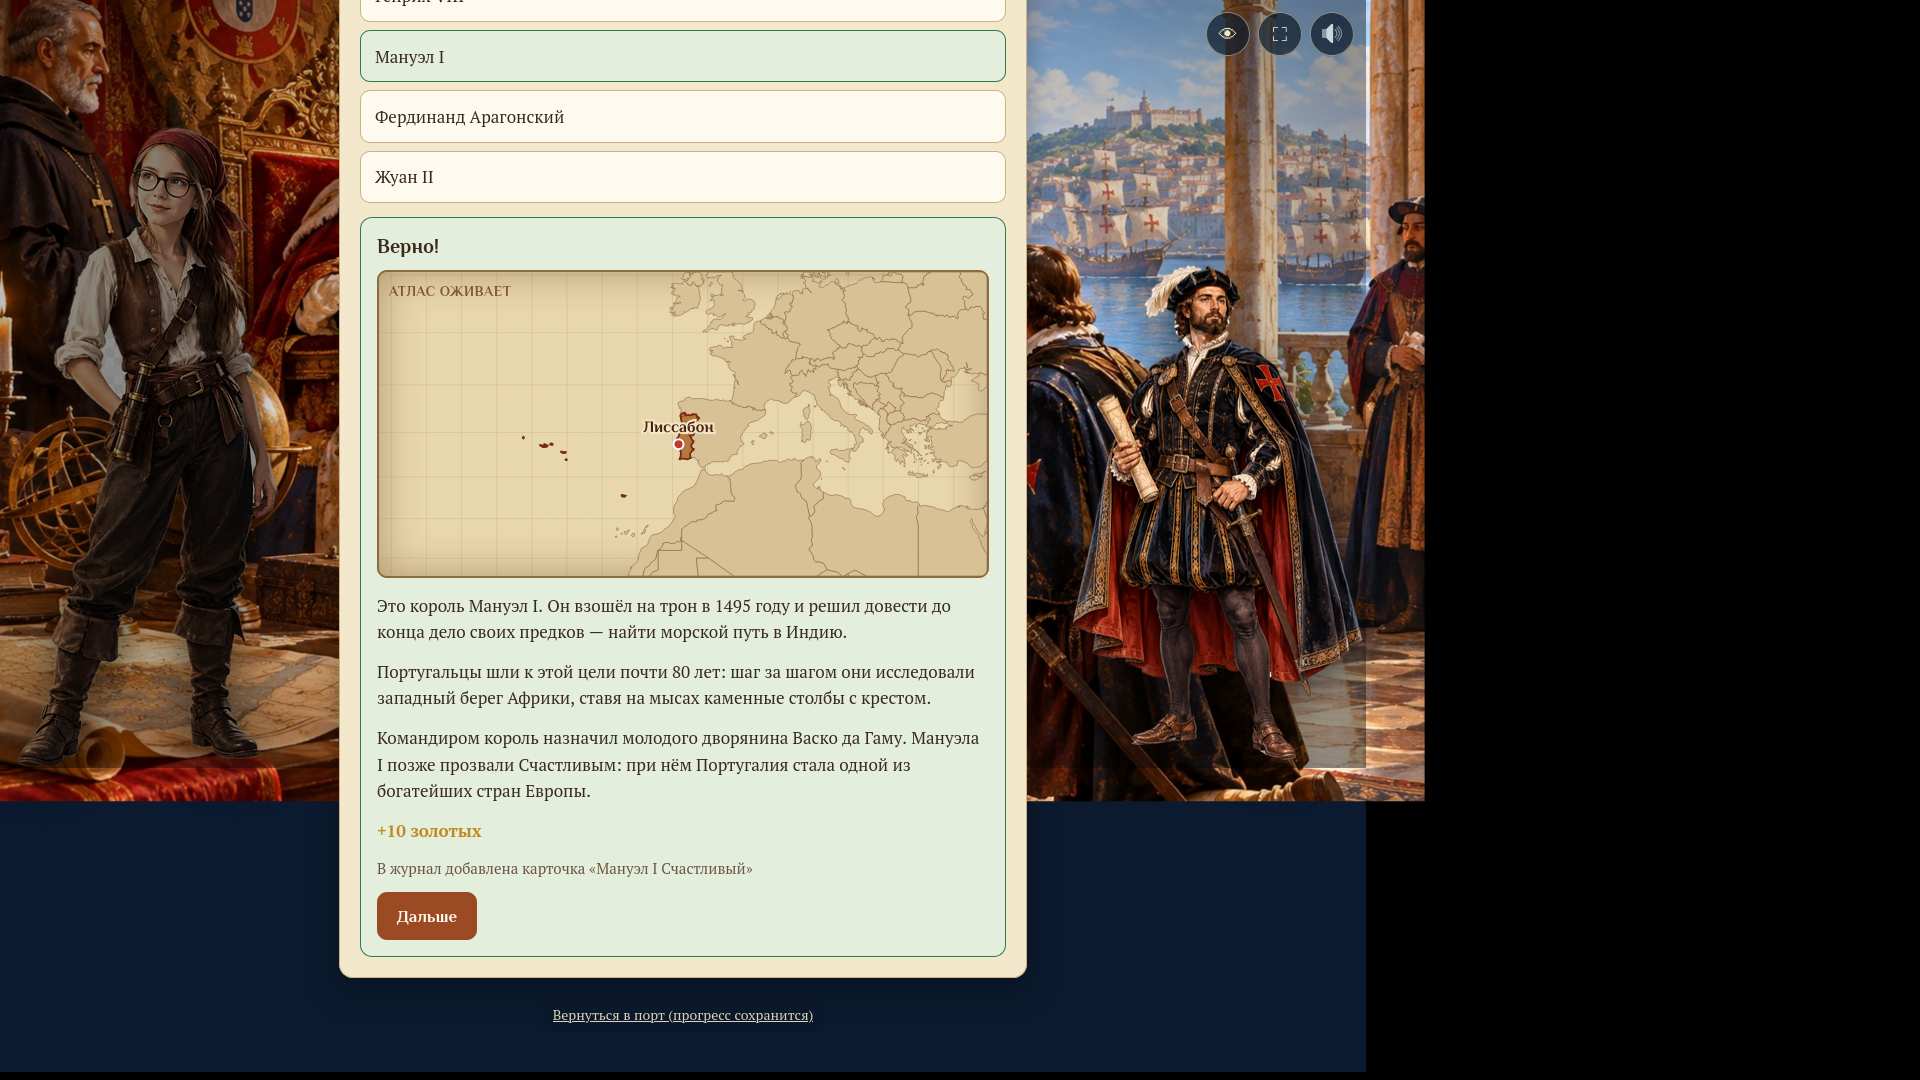 Генрих VIII
Мануэл I
Фердинанд Арагонский
Жуан II
Верно!
АТЛАС ОЖИВАЕТ
Лиссабон
Это король Мануэл I. Он взошёл на трон в 1495 году и решил довести до
конца дело своих предков — найти морской путь в Индию.
Португальцы шли к этой цели почти 80 лет: шаг за шагом они исследовали
западный берег Африки, ставя на мысах каменные столбы с крестом.
Командиром король назначил молодого дворянина Васко да Гаму. Мануэла
I позже прозвали Счастливым: при нём Португалия стала одной из
богатейших стран Европы.
+10 золотых
В журнал добавлена карточка «Мануэл I Счастливый»
Дальше
Вернуться в порт (прогресс сохранится)